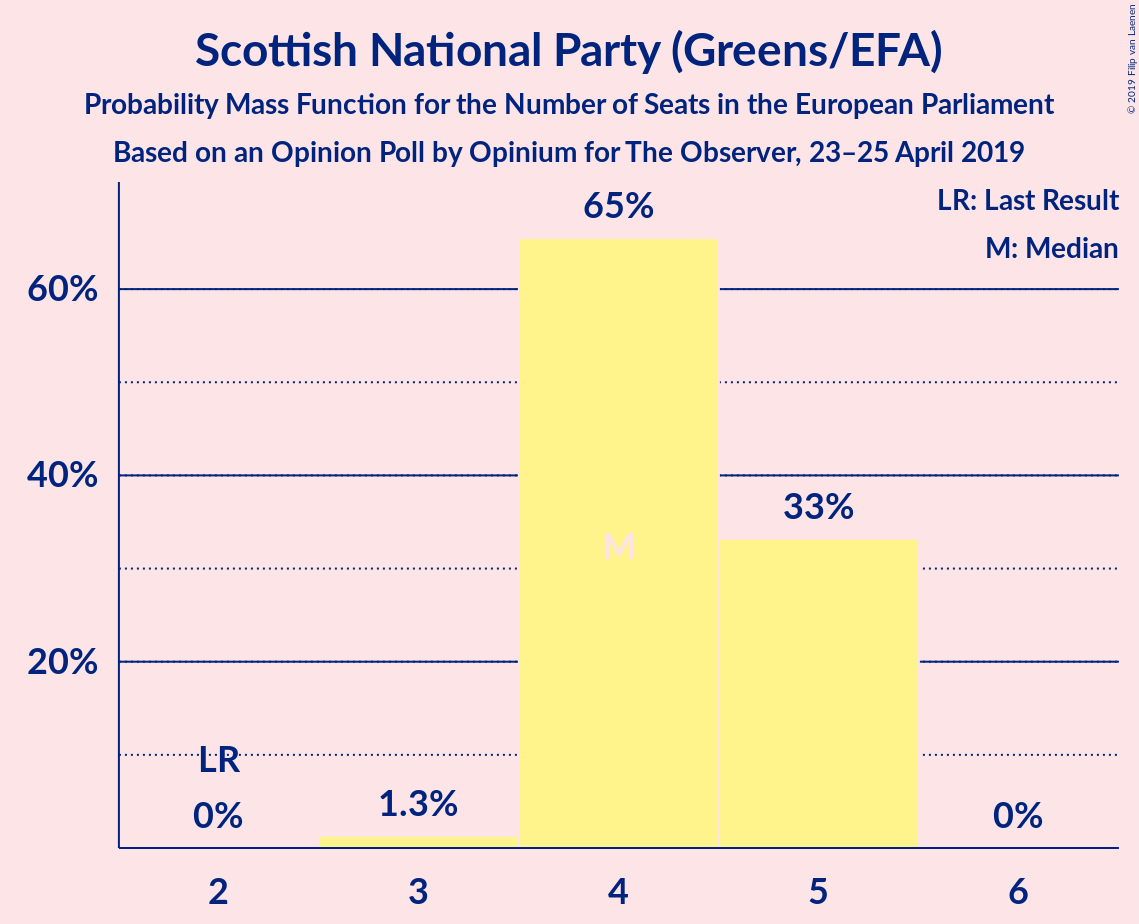 Scottish National Party (Greens/EFA)
Probability Mass Function for the Number of Seats in the European Parliament
Based on an Opinion Poll by Opinium for The Observer, 23–25 April 2019
© 2019 Filip van Laenen
LR: Last Result
M: Median
65%
60%
40%
33%
M
20%
LR
0%
1.3%
0%
2
3
4
5
6